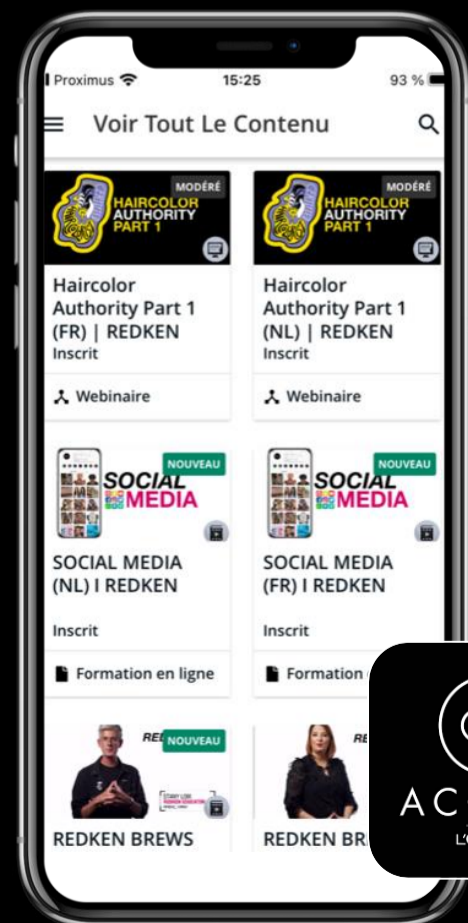 Proximus 15:25 93 %
Voir Tout Le Contenu
MODÉRÉ
HAIRCOLOR
AUTHORITY
PART 1
Haircolor
Authority Part 1
(FR) | REDKEN
Inscrit
Webinaire
MODÉRÉ
HAIRCOLOR
AUTHORITY
PART 1
Haircolor
Authority Part 1
(NL) | REDKEN
Inscrit
Webinaire
NOUVEAU
SOCIAL
MEDIA
SOCIAL MEDIA
(NL) I REDKEN
Inscrit
Formation en ligne
NOUVEAU
SOCIAL
MEDIA
SOCIAL MEDIA
(FR) I REDKEN
Inscrit
Formation
NOUVEAU
REDKEN BREWS
REDKEN BR
AC